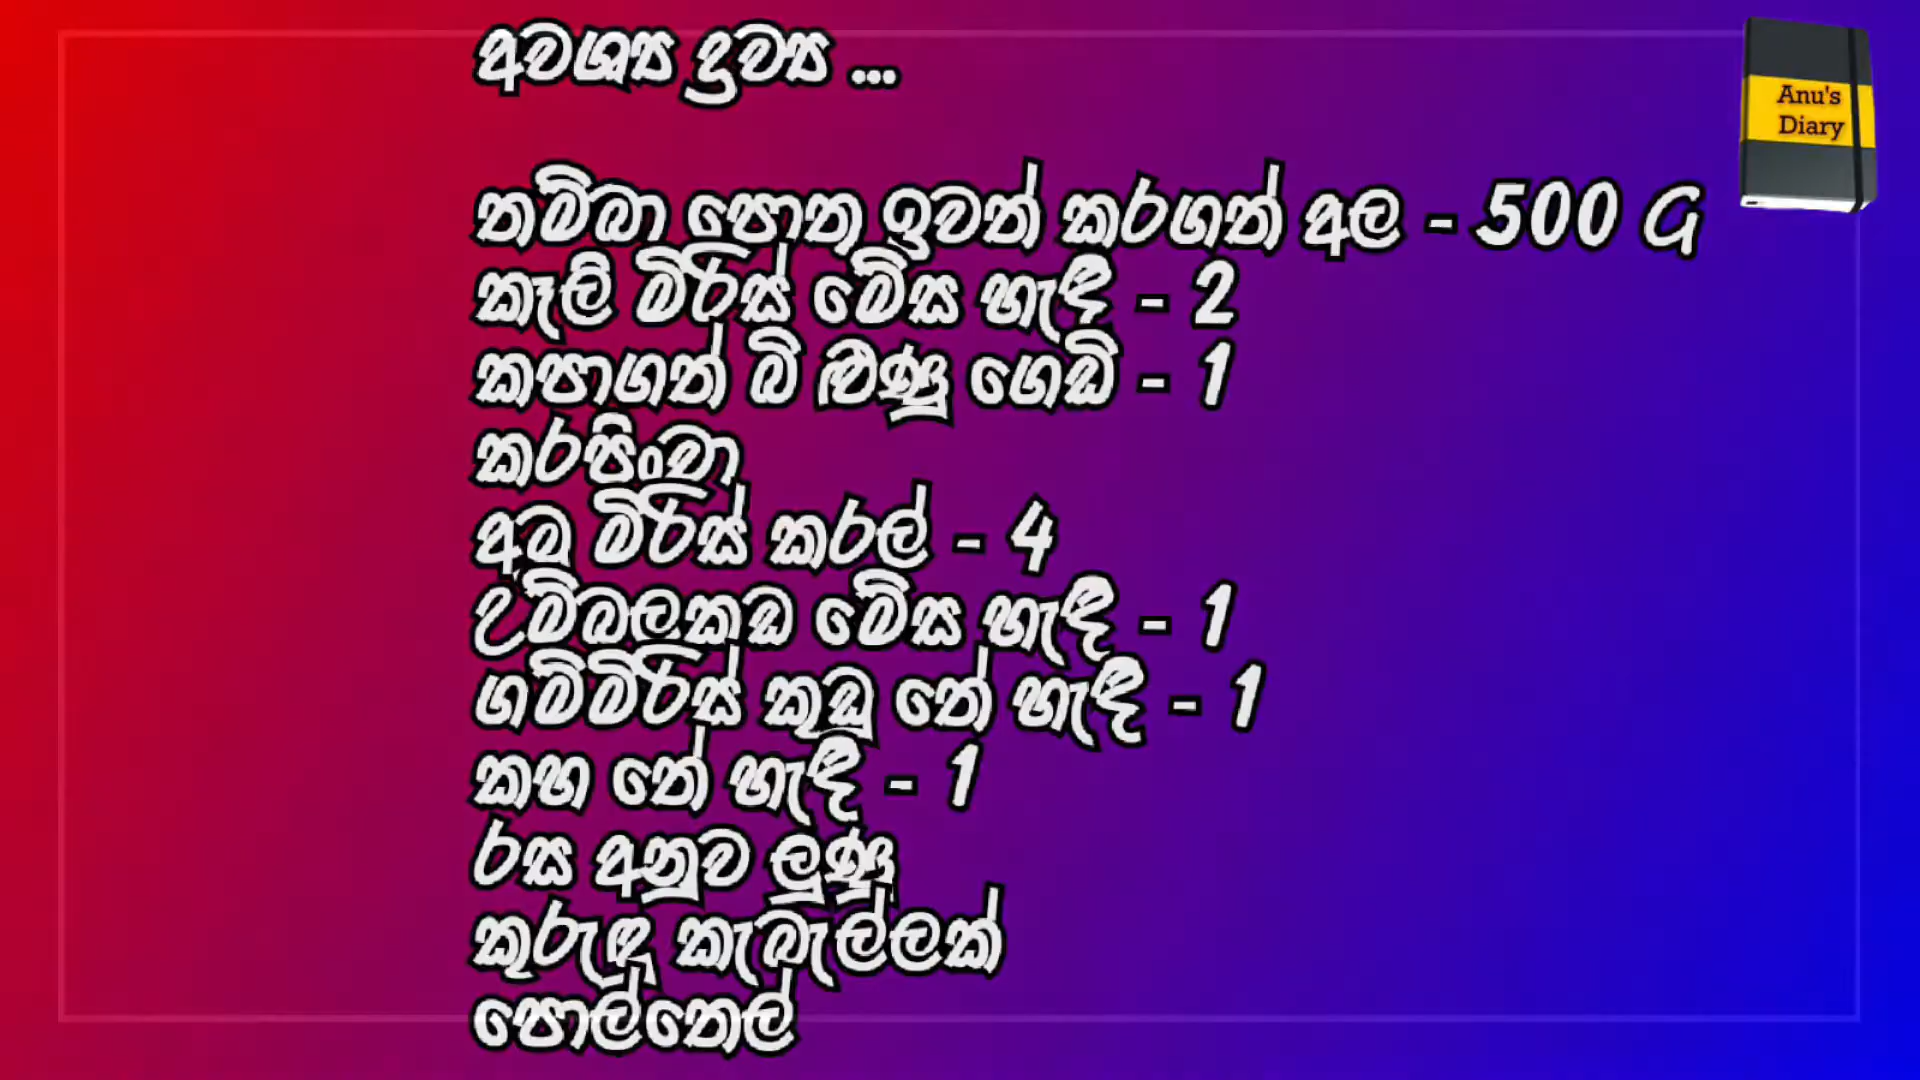 අවශ්‍ය ද්‍රව්‍ය ...
Anu's
Diary
තම්බා පොතු ඉවත් කරගත් අල - 500 G
කෑලි මිරිස් මේස හැඳි - 2
කපාගත් බී ළූණු ගෙඩි - 1
කරපිංචා
අමු මිරිස් කරල් - 4
උම්බලකඩ මේස හැඳි - 1
ගම්මිරිස් කුඩු තේ හැඳි - 1
කහ තේ හැඳි - 1
රස අනුව ලුණු
කුරුඳු කැබැල්ලක්
පොල්තෙල්